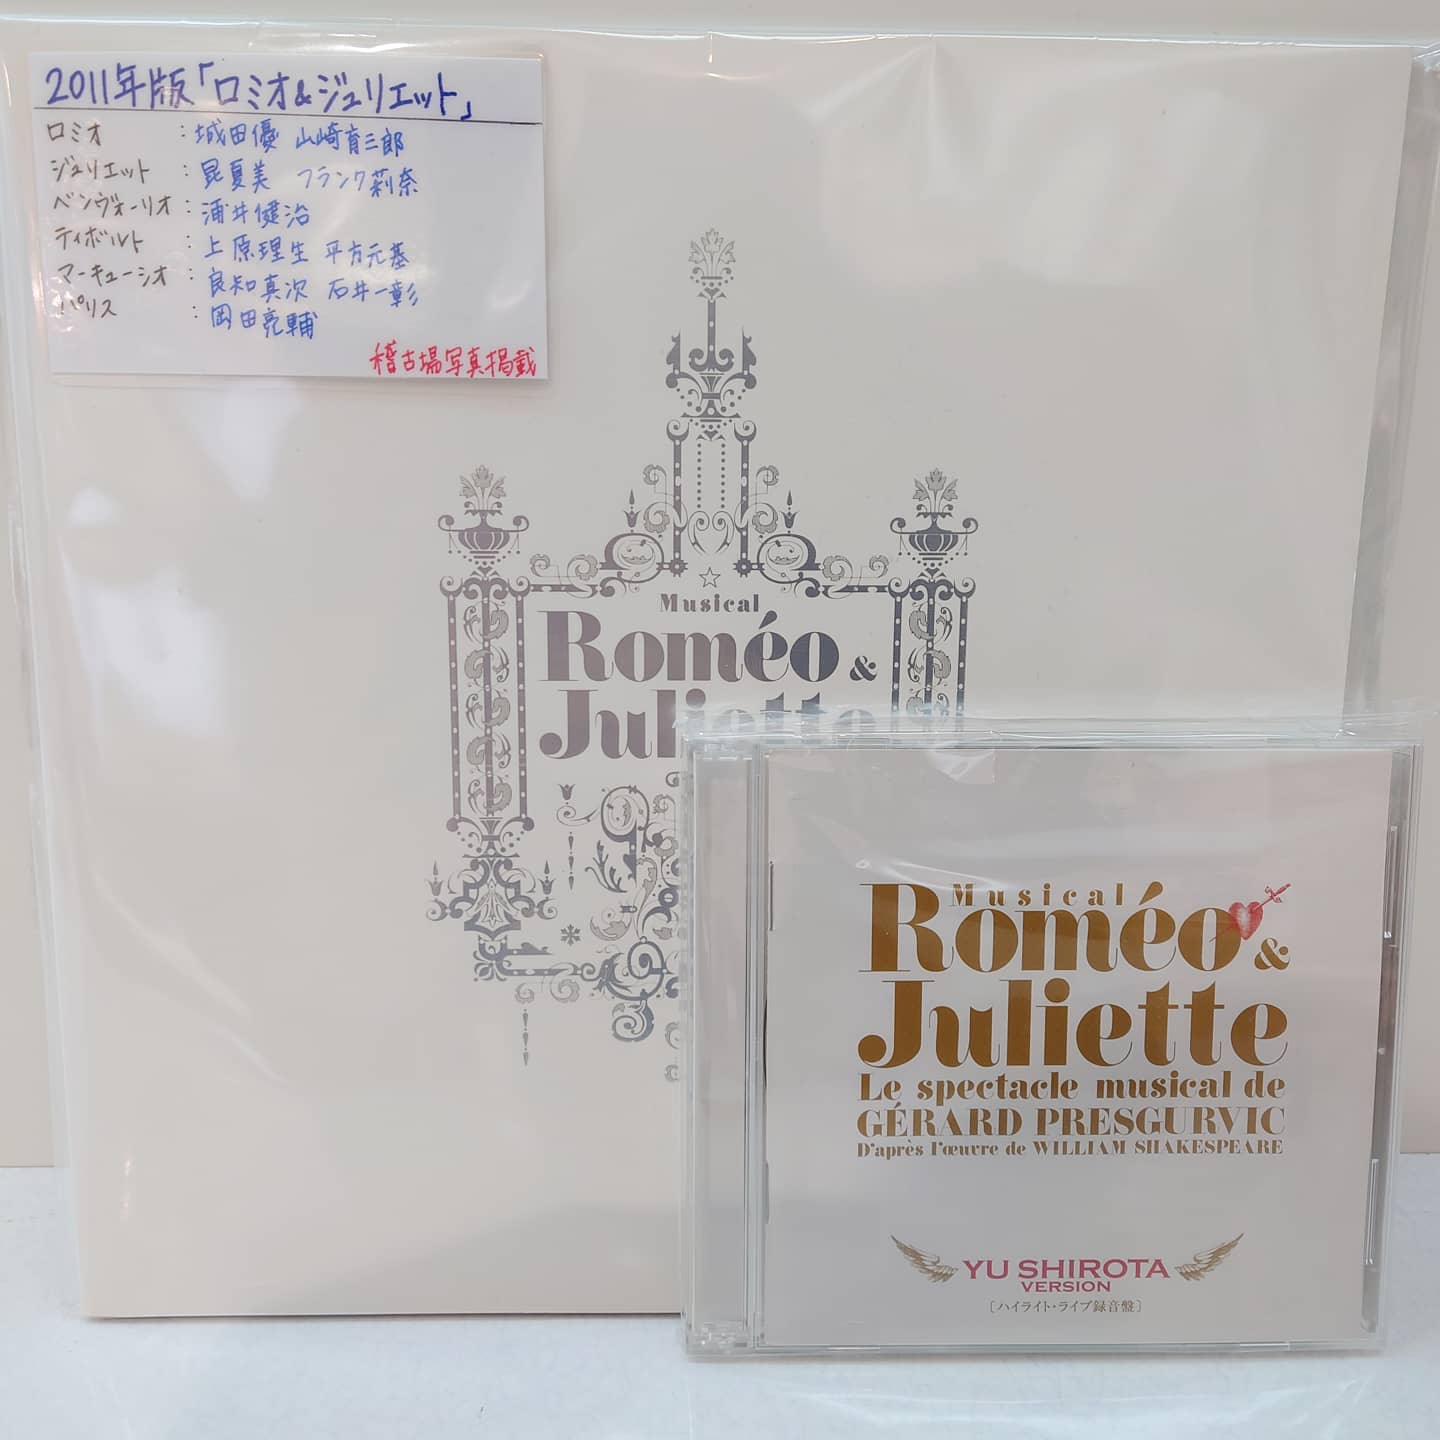 2011年版「ロミオ&ジュリエット」
ロミオ : 城田優 山崎育三郎
ジュリエット : 昆夏美 フランク莉奈
ベンヴォーリオ : 浦井健治
ティボルト : 上原理生 平方元基
マーキューシオ : 良知真次 石井一彰
パリス : 岡田亮輔
稽古場写真掲載
Musical
Roméo &
Juliette
Musical
Roméo &
Juliette
Le spectacle musical de
GÉRARD PRESGURVIC
D'après l'œuvre de WILLIAM SHAKESPEARE
YU SHIROTA
VERSION
[ハイライト・ライブ録音盤]